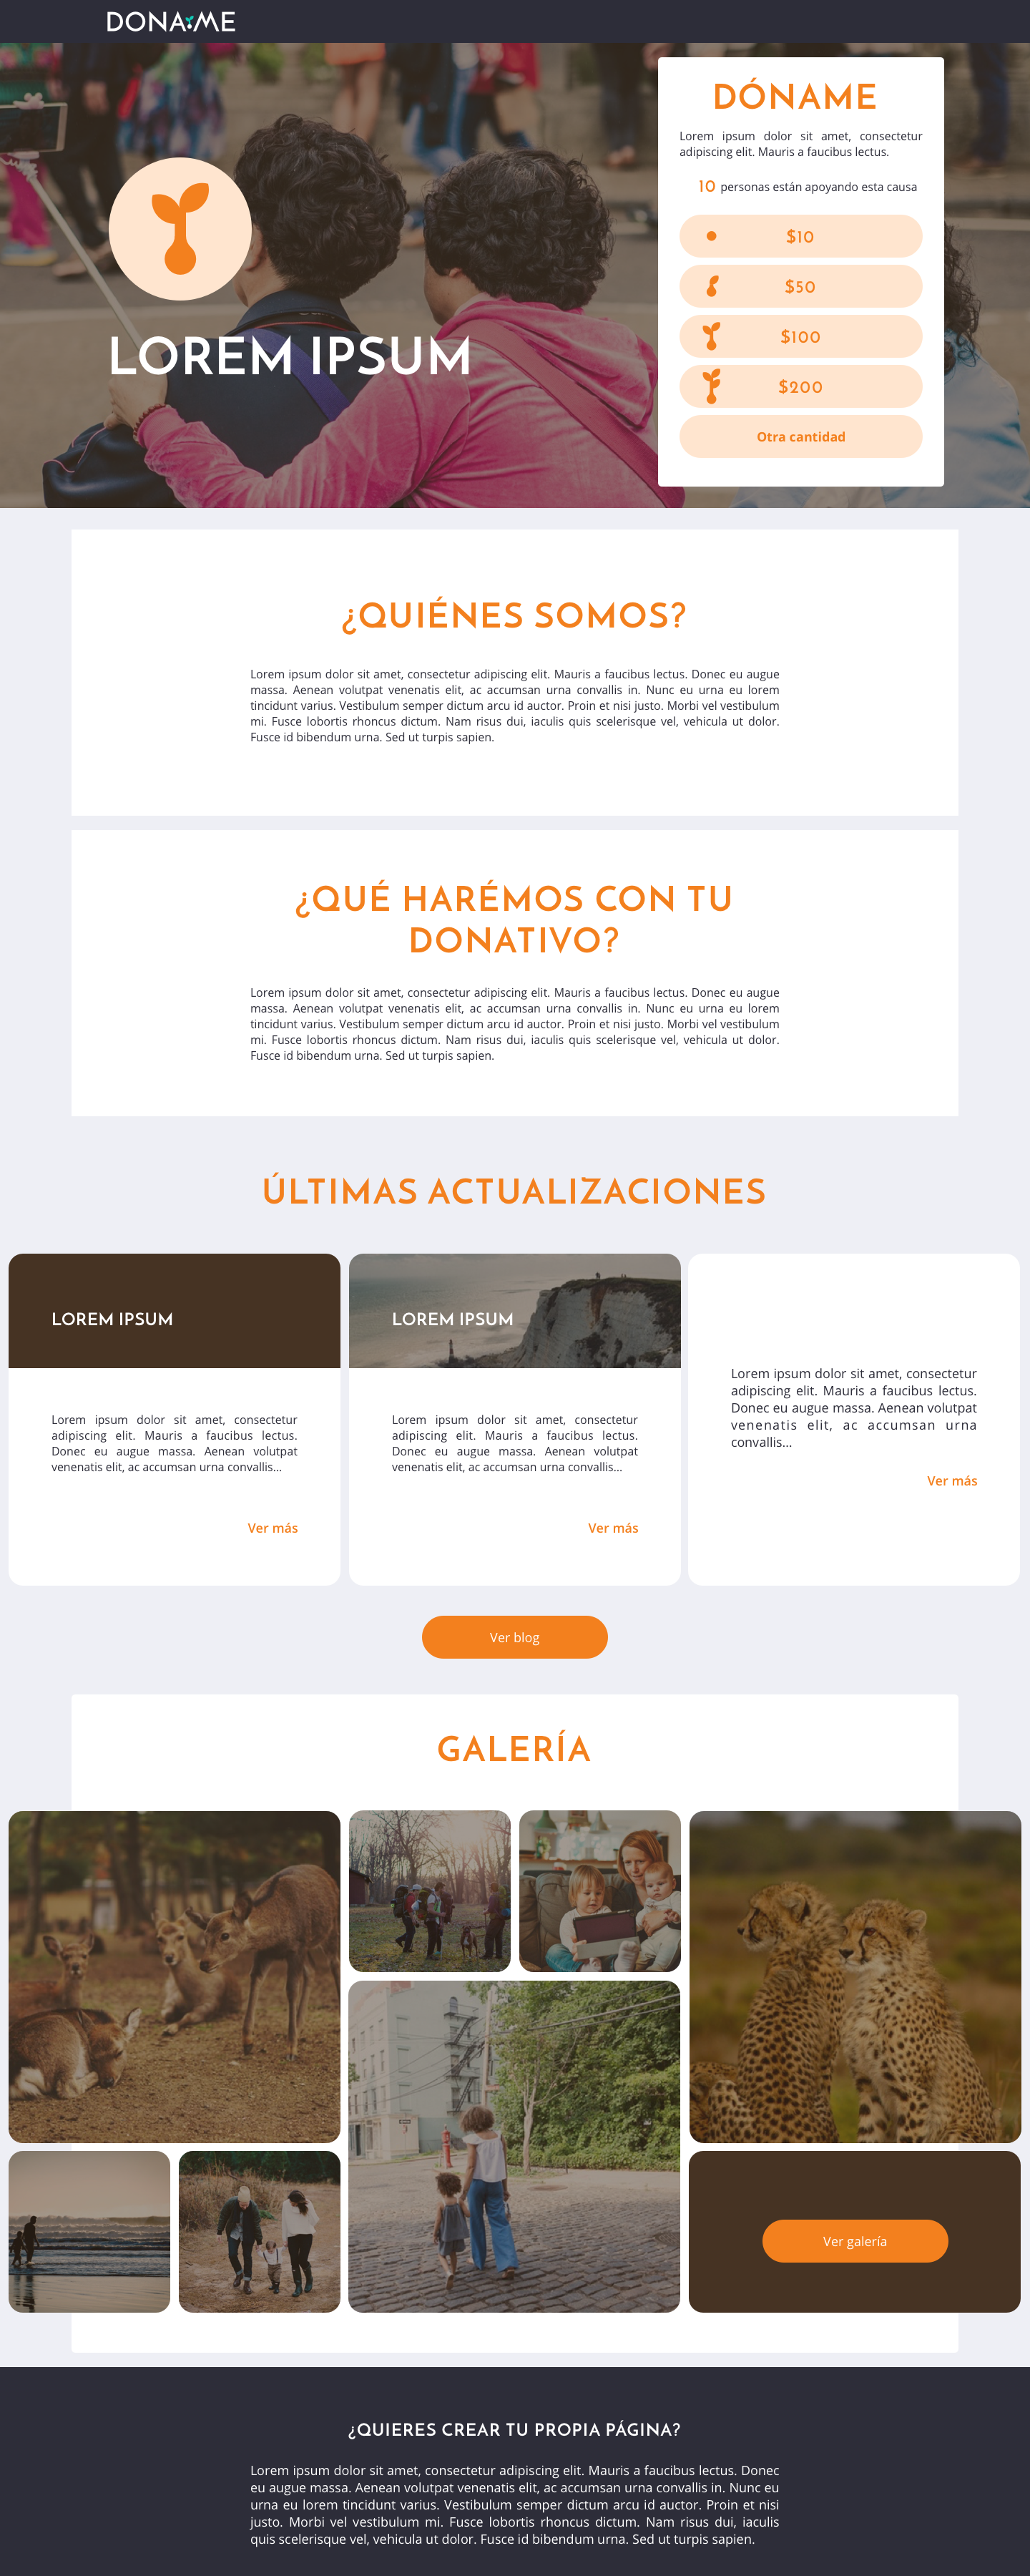 DONAME
DÓNAME
Lorem ipsum dolor sit amet, consectetur
adipiscing elit. Mauris a faucibus lectus.
10 personas están apoyando esta causa
$10
$50
$100
$200
Otra cantidad
LOREM IPSUM
¿QUIÉNES SOMOS?
Lorem ipsum dolor sit amet, consectetur adipiscing elit. Mauris a faucibus lectus. Donec eu augue
massa. Aenean volutpat venenatis elit, ac accumsan urna convallis in. Nunc eu urna eu lorem
tincidunt varius. Vestibulum semper dictum arcu id auctor. Proin et nisi justo. Morbi vel vestibulum
mi. Fusce lobortis rhoncus dictum. Nam risus dui, iaculis quis scelerisque vel, vehicula ut dolor.
Fusce id bibendum urna. Sed ut turpis sapien.
¿QUÉ HARÉMOS CON TU
DONATIVO?
Lorem ipsum dolor sit amet, consectetur adipiscing elit. Mauris a faucibus lectus. Donec eu augue
massa. Aenean volutpat venenatis elit, ac accumsan urna convallis in. Nunc eu urna eu lorem
tincidunt varius. Vestibulum semper dictum arcu id auctor. Proin et nisi justo. Morbi vel vestibulum
mi. Fusce lobortis rhoncus dictum. Nam risus dui, iaculis quis scelerisque vel, vehicula ut dolor.
Fusce id bibendum urna. Sed ut turpis sapien.
ÚLTIMAS ACTUALIZACIONES
LOREM IPSUM
Lorem ipsum dolor sit amet, consectetur
adipiscing elit. Mauris a faucibus lectus.
Donec eu augue massa. Aenean volutpat
venenatis elit, ac accumsan urna convallis...
Ver más
LOREM IPSUM
Lorem ipsum dolor sit amet, consectetur
adipiscing elit. Mauris a faucibus lectus.
Donec eu augue massa. Aenean volutpat
venenatis elit, ac accumsan urna convallis...
Ver más
Lorem ipsum dolor sit amet, consectetur
adipiscing elit. Mauris a faucibus lectus.
Donec eu augue massa. Aenean volutpat
venenatis elit, ac accumsan urna
convallis...
Ver más
Ver blog
GALERÍA
Ver galería
¿QUIERES CREAR TU PROPIA PÁGINA?
Lorem ipsum dolor sit amet, consectetur adipiscing elit. Mauris a faucibus lectus. Donec
eu augue massa. Aenean volutpat venenatis elit, ac accumsan urna convallis in. Nunc eu
urna eu lorem tincidunt varius. Vestibulum semper dictum arcu id auctor. Proin et nisi
justo. Morbi vel vestibulum mi. Fusce lobortis rhoncus dictum. Nam risus dui, iaculis
quis scelerisque vel, vehicula ut dolor. Fusce id bibendum urna. Sed ut turpis sapien.